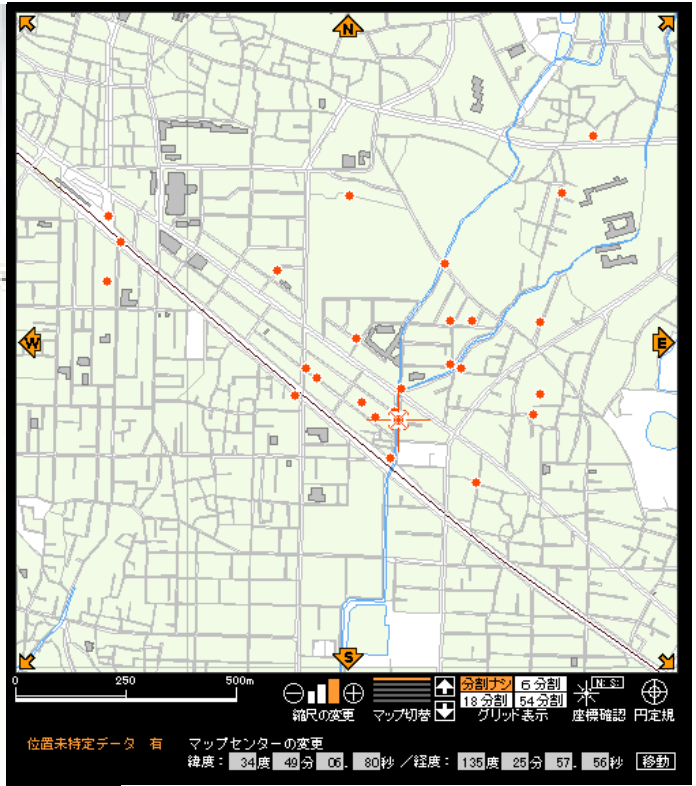 N
W
E
S
0 250 500m
縮尺の変更
マップ切替
分割ナシ 6分割
18分割 54分割
グリッド表示
N: S:
座標確認
円定規
位置未特定データ 有
マップセンターの変更
緯度: 34度 49分 06. 80秒 /経度: 135度 25分 57. 56秒 移動